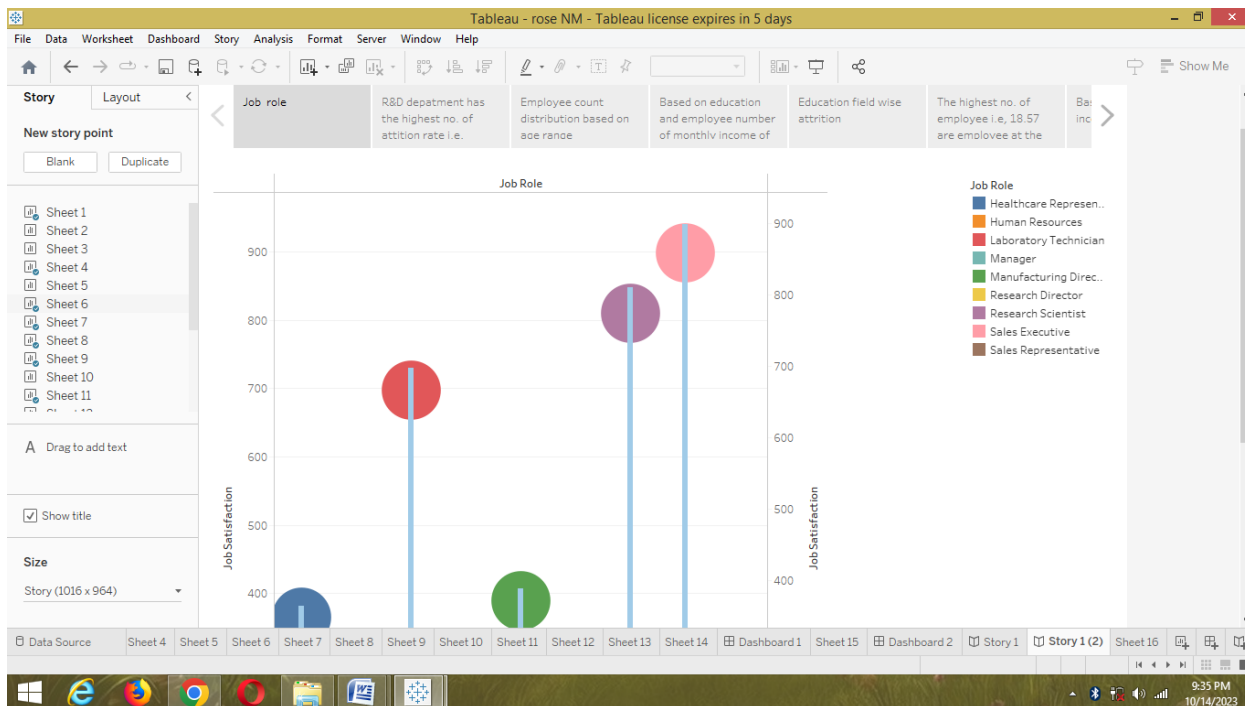 Tableau - rose NM - Tableau license expires in 5 days
File Data Worksheet Dashboard Story Analysis Format Server Window Help
Show Me
Story Layout
New story point
Blank Duplicate
Sheet 1
Sheet 2
Sheet 3
Sheet 4
Sheet 5
Sheet 6
Sheet 7
Sheet 8
Sheet 9
Sheet 10
Sheet 11
A Drag to add text
Show title
Size
Story (1016 x 964)
Job role
R&D depatment has
the highest no. of
attition rate i.e.
Employee count
distribution based on
age range
Based on education
and employee number
of monthly income of
Education field wise
attrition
The highest no. of
employee i.e, 18.57
are employee at the
Job Role
900
800
700
600
500
400
Job Satisfaction
900
800
700
600
500
400
Job Satisfaction
Job Role
Healthcare Represen..
Human Resources
Laboratory Technician
Manager
Manufacturing Direc..
Research Director
Research Scientist
Sales Executive
Sales Representative
Data Source Sheet 4 Sheet 5 Sheet 6 Sheet 7 Sheet 8 Sheet 9 Sheet 10 Sheet 11 Sheet 12 Sheet 13 Sheet 14 Dashboard 1 Sheet 15 Dashboard 2 Story 1 Story 1 (2) Sheet 16
9:35 PM
10/14/2023